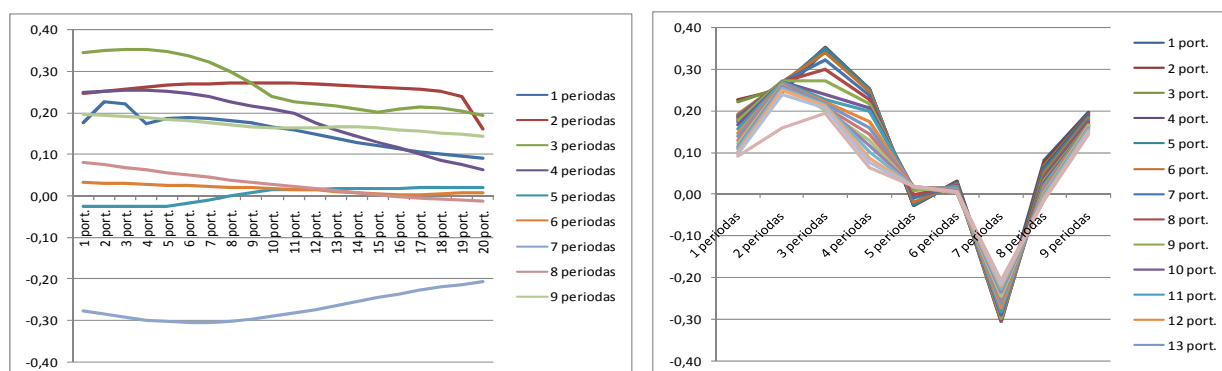 0,40
0,30
0,20
0,10
0,00
-0,10
-0,20
-0,30
-0,40
1 port.
2 port.
3 port.
4 port.
5 port.
6 port.
7 port.
8 port.
9 port.
10 port.
11 port.
12 port.
13 port.
14 port.
15 port.
16 port.
17 port.
18 port.
19 port.
20 port.
1 periodas
2 periodas
3 periodas
4 periodas
5 periodas
6 periodas
7 periodas
8 periodas
9 periodas
0,40
0,30
0,20
0,10
0,00
-0,10
-0,20
-0,30
-0,40
1 periodas
2 periodas
3 periodas
4 periodas
5 periodas
6 periodas
7 periodas
8 periodas
9 periodas
1 port.
2 port.
3 port.
4 port.
5 port.
6 port.
7 port.
8 port.
9 port.
10 port.
11 port.
12 port.
13 port.